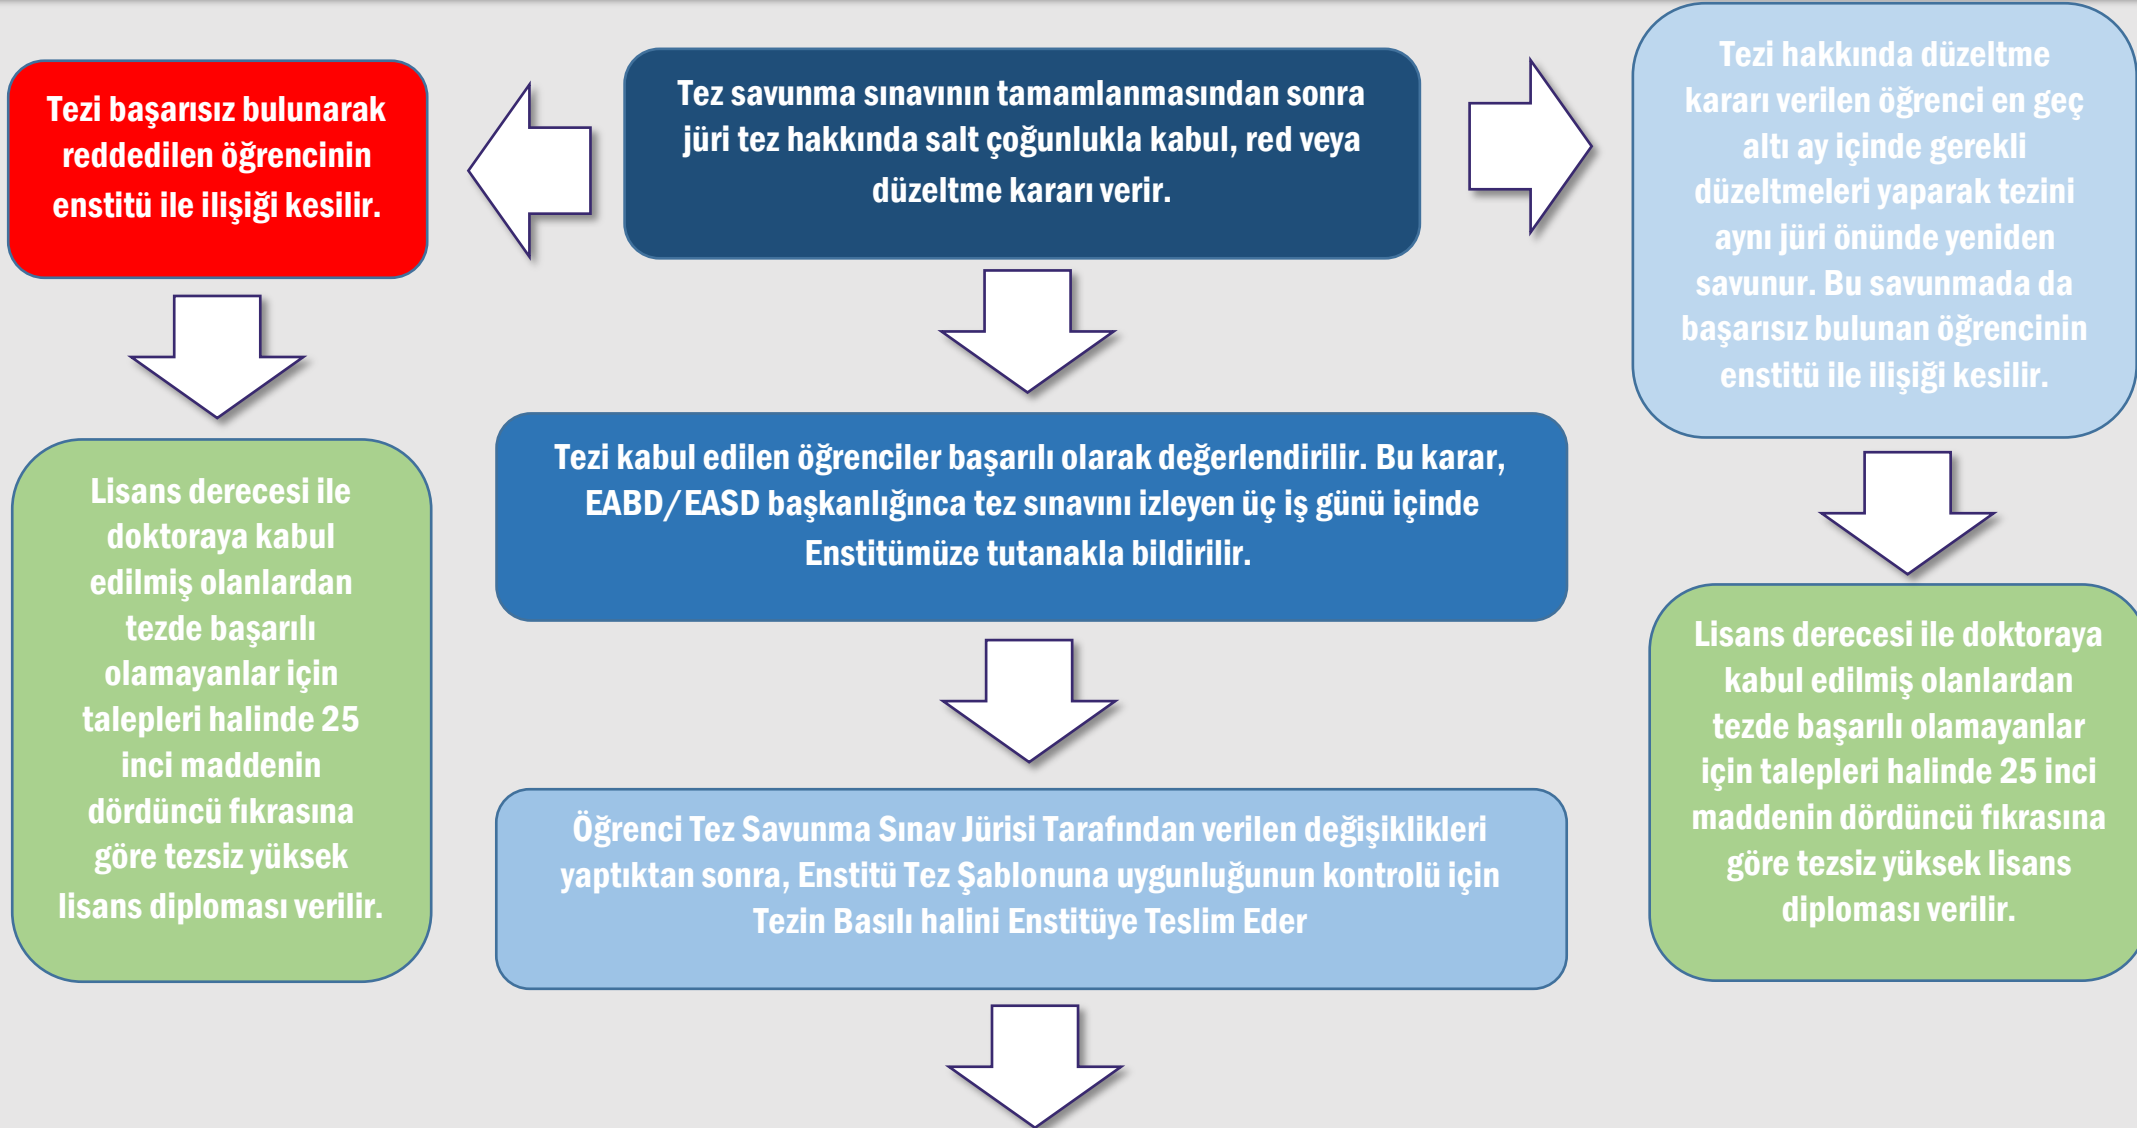 Tezi başarısız bulunarak
reddedilen öğrencinin
enstitü ile ilişiği kesilir.
Tez savunma sınavının tamamlanmasından sonra
jüri tez hakkında salt çoğunlukla kabul, red veya
düzeltme kararı verir.
Tezi hakkında düzeltme
kararı verilen öğrenci en geç
altı ay içinde gerekli
düzeltmeleri yaparak tezini
aynı jüri önünde yeniden
savunur. Bu savunmada da
başarısız bulunan öğrencinin
enstitü ile ilişiği kesilir.
Lisans derecesi ile
doktoraya kabul
edilmiş olanlardan
tezde başarılı
olamayanlar için
talepleri halinde 25
inci maddenin
dördüncü fıkrasına
göre tezsiz yüksek
lisans diploması verilir.
Tezi kabul edilen öğrenciler başarılı olarak değerlendirilir. Bu karar,
EABD/EASD başkanlığınca tez sınavını izleyen üç iş günü içinde
Enstitümüze tutanakla bildirilir.
Öğrenci Tez Savunma Sınav Jürisi Tarafından verilen değişiklikleri
yaptıktan sonra, Enstitü Tez Şablonuna uygunluğunun kontrolü için
Tezin Basılı halini Enstitüye Teslim Eder
Lisans derecesi ile doktoraya
kabul edilmiş olanlardan
tezde başarılı olamayanlar
için talepleri halinde 25 inci
maddenin dördüncü fıkrasına
göre tezsiz yüksek lisans
diploması verilir.